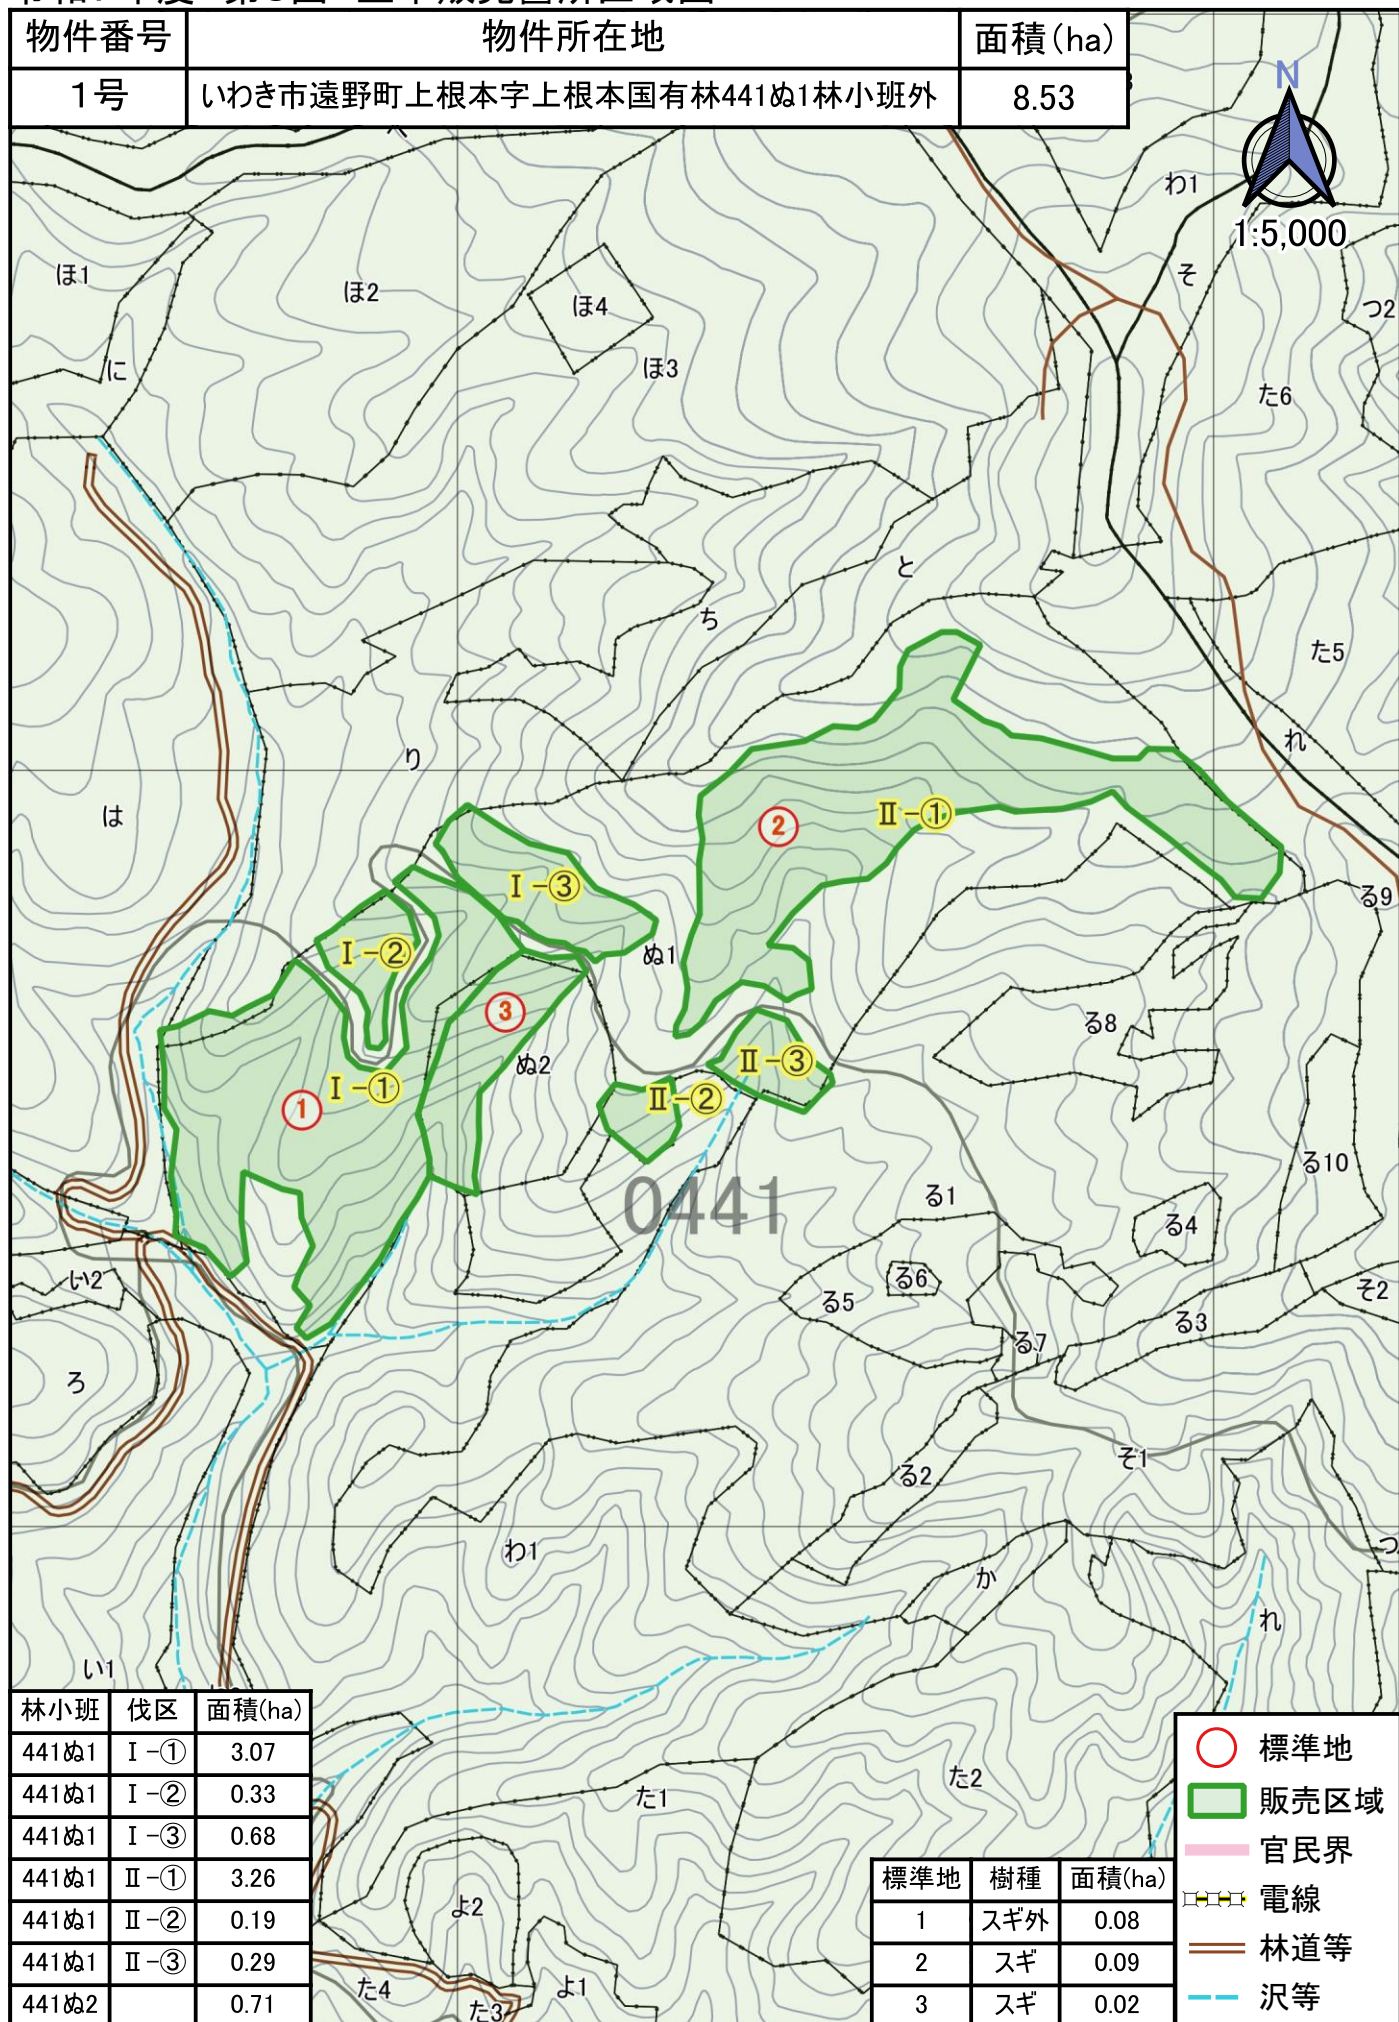 物件番号 物件所在地 面積(ha)
1号 いわき市遠野町上根本字上根本国有林441ぬ1林小班外 8.53
N
1:5,000
わ1
ほ1
ほ2
ほ4
ほ3
に
そ
つ2
た6
と
ち
た5
り
れ
は
2
Ⅱ-①
Ⅰ-③
る9
Ⅰ-②
ぬ1
3
る8
ぬ2
Ⅱ-③
Ⅰ-①
1
Ⅱ-②
る10
0441
る1
る4
い2
る6
る5
そ2
る3
る7
ろ
そ1
る2
わ1
つ
か
れ
い1
た2
た1
よ2
よ1
た4
た3
林小班 伐区 面積(ha)
441ぬ1 Ⅰ-① 3.07
441ぬ1 Ⅰ-② 0.33
441ぬ1 Ⅰ-③ 0.68
441ぬ1 Ⅱ-① 3.26
441ぬ1 Ⅱ-② 0.19
441ぬ1 Ⅱ-③ 0.29
441ぬ2 0.71
標準地 樹種 面積(ha)
1 スギ外 0.08
2 スギ 0.09
3 スギ 0.02
標準地
販売区域
官民界
電線
林道等
沢等